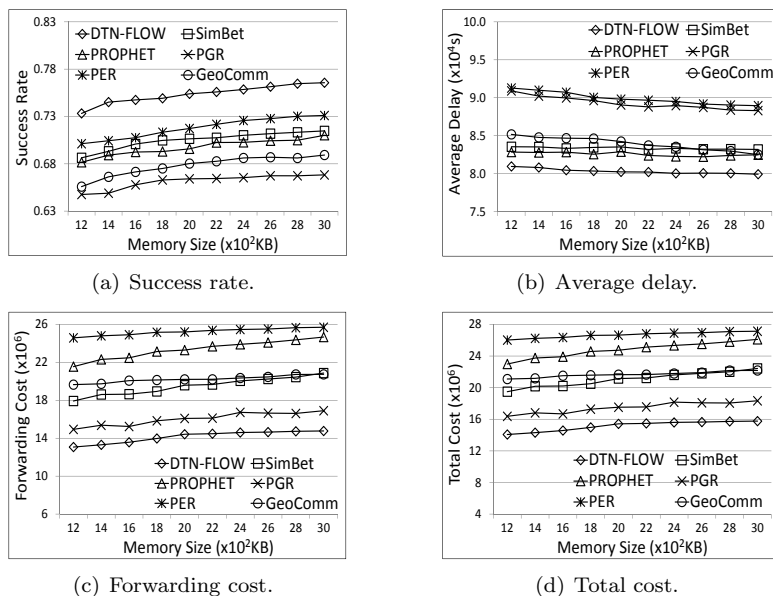 0.83
0.78
0.73
0.68
0.63
Success Rate
DTN-FLOW SimBet
PROPHET PGR
PER GeoComm
12 14 16 18 20 22 24 26 28 30
Memory Size (x10²KB)
(a) Success rate.
10.0
9.5
9.0
8.5
8.0
7.5
Average Delay (x10⁴s)
DTN-FLOW SimBet
PROPHET PGR
PER GeoComm
12 14 16 18 20 22 24 26 28 30
Memory Size (x10²KB)
(b) Average delay.
26
22
18
14
10
6
Forwarding Cost (x10⁶)
DTN-FLOW SimBet
PROPHET PGR
PER GeoComm
12 14 16 18 20 22 24 26 28 30
Memory Size (x10²KB)
(c) Forwarding cost.
28
24
20
16
12
8
4
Total Cost (x10⁶)
DTN-FLOW SimBet
PROPHET PGR
PER GeoComm
12 14 16 18 20 22 24 26 28 30
Memory Size (x10²KB)
(d) Total cost.